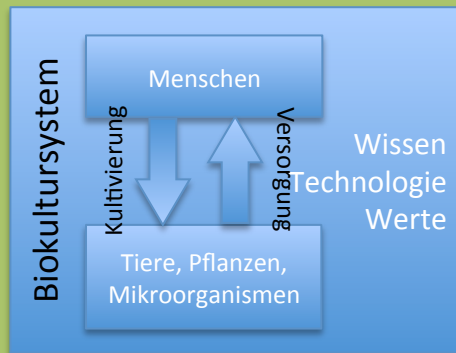 Biokultursystem
Menschen
Kultivierung
Versorgung
Wissen
Technologie
Werte
Tiere, Pflanzen,
Mikroorganismen